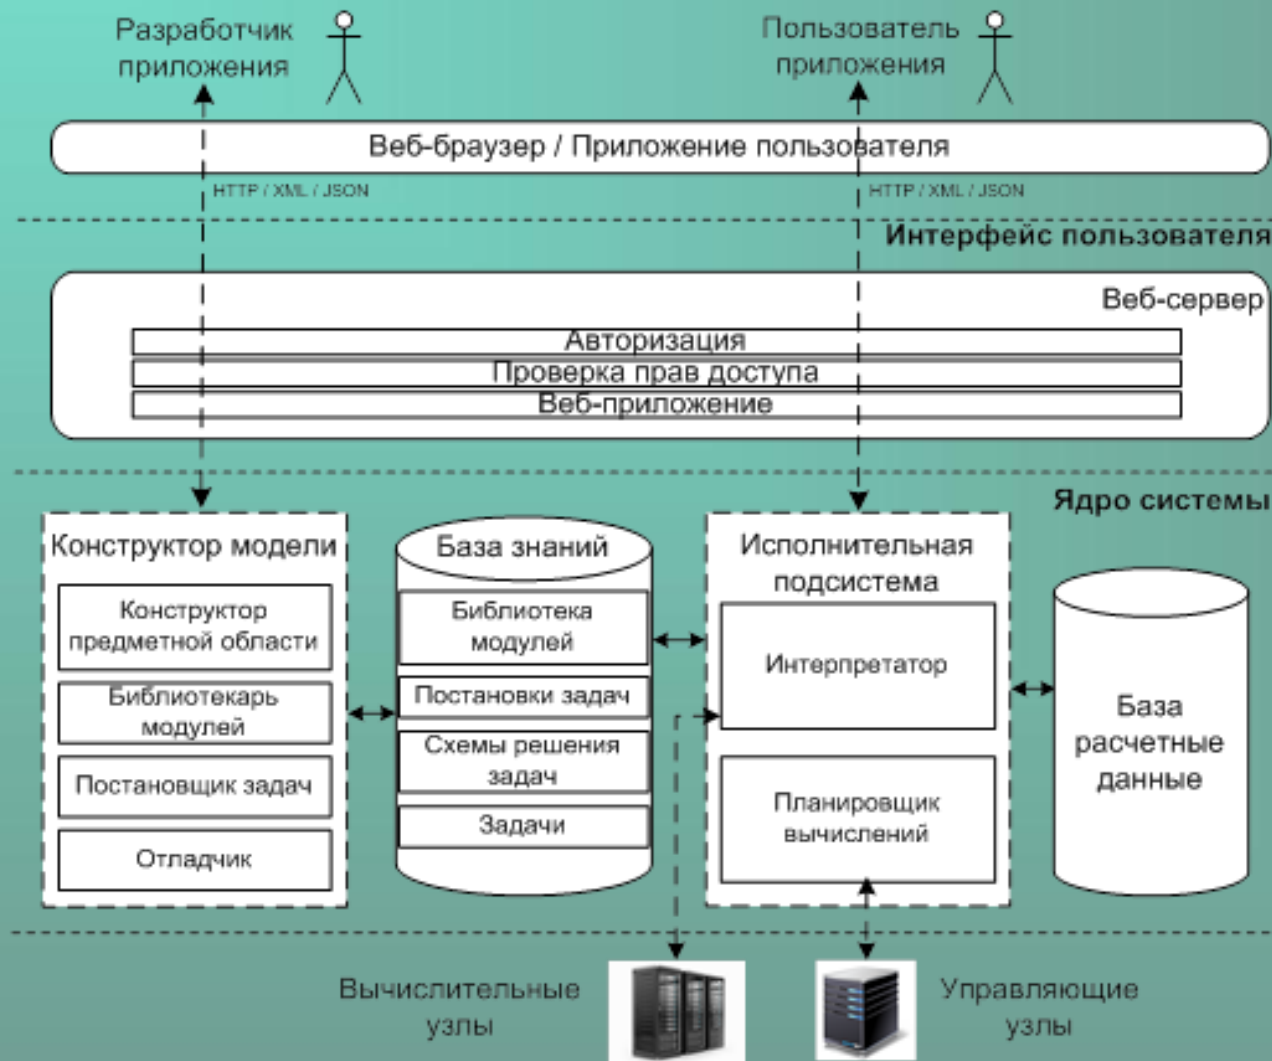 Разработчик
приложения
Пользователь
приложения
Веб-браузер / Приложение пользователя
HTTP / XML / JSON
HTTP / XML / JSON
Интерфейс пользователя
Веб-сервер
Авторизация
Проверка прав доступа
Веб-приложение
Ядро системы
Конструктор модели
Конструктор
предметной области
Библиотекарь
модулей
Постановщик задач
Отладчик
База знаний
Библиотека
модулей
Постановки задач
Схемы решения
задач
Задачи
Исполнительная
подсистема
Интерпретатор
Планировщик
вычислений
База
расчетные
данные
Вычислительные
узлы
Управляющие
узлы